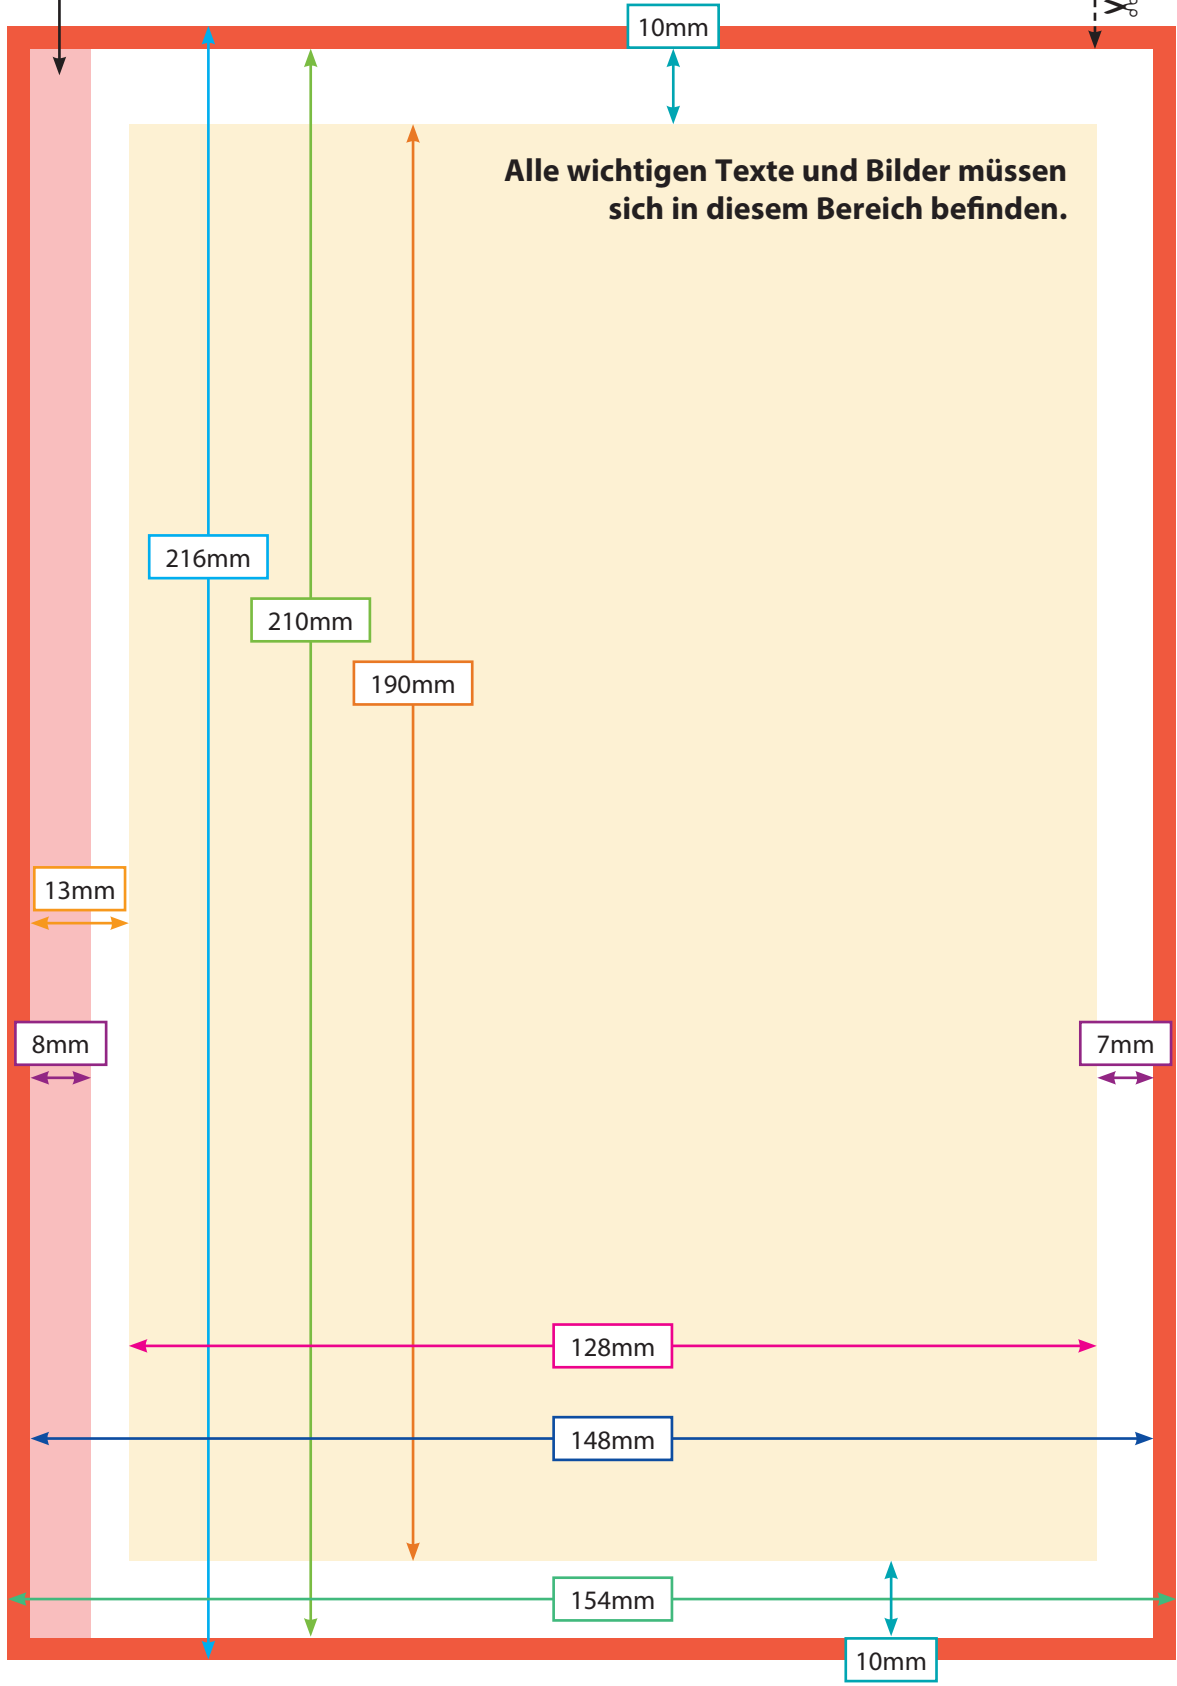 10mm
Alle wichtigen Texte und Bilder müssen
sich in diesem Bereich befinden.
216mm
210mm
190mm
13mm
8mm
7mm
128mm
148mm
154mm
10mm